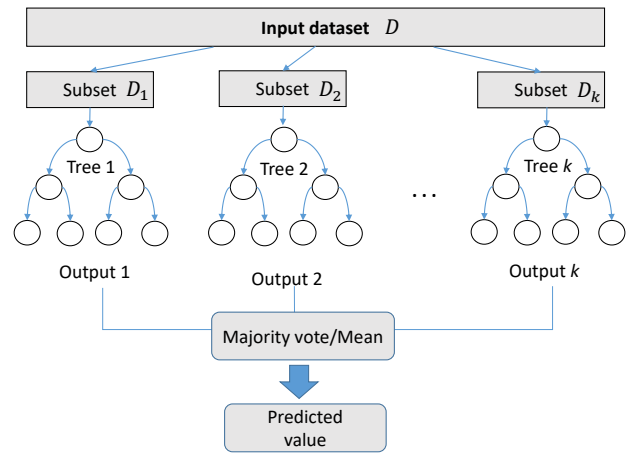 Input dataset D
Subset D₁
Subset D₂
Subset Dₖ
Tree 1
Tree 2
Tree k
...
Output 1
Output 2
Output k
Majority vote/Mean
Predicted
value